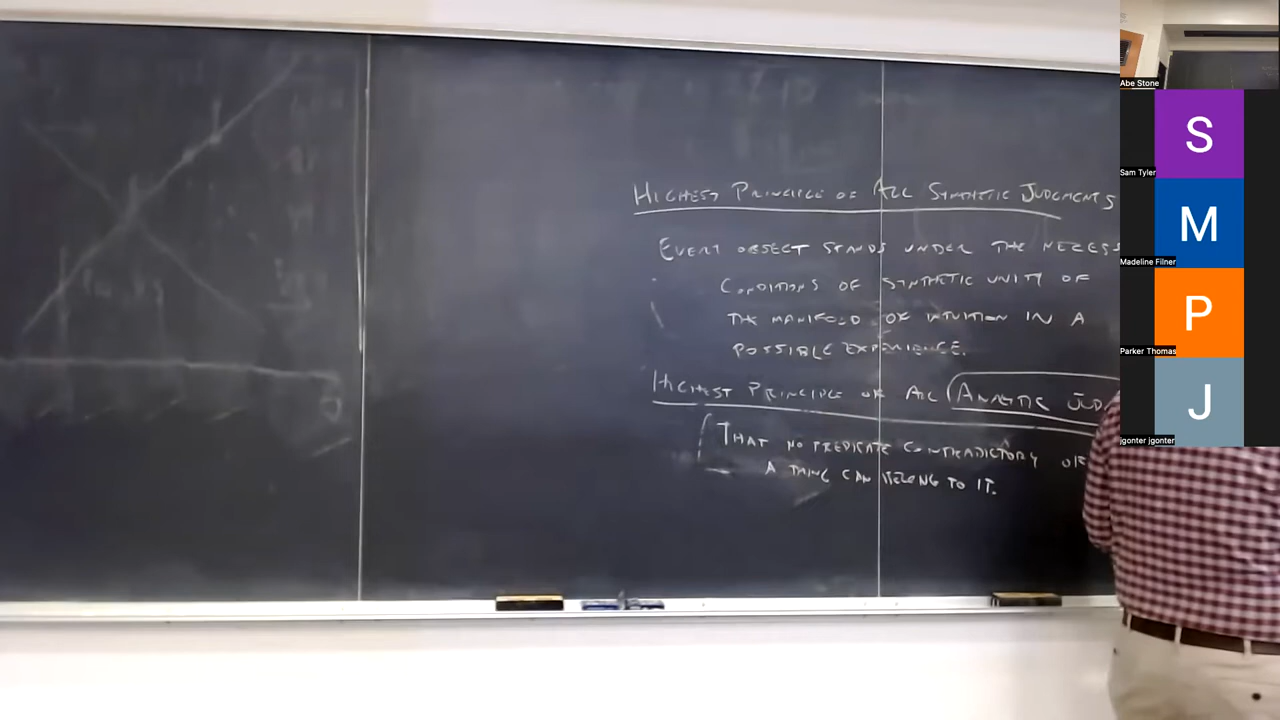 HIGHEST PRINCIPLE OF ALL SYNTHETIC JUDGMENTS
EVERY OBJECT STANDS UNDER THE NECESS
CONDITIONS OF SYNTHETIC UNITY OF
THE MANIFOLD OF INTUITION IN A
POSSIBLE EXPERIENCE.
HIGHEST PRINCIPLE OF ALL ANALYTIC JUD
THAT NO PREDICATE CONTRADICTORY OF
A THING CAN BELONG TO IT.
Abe Stone
S
Sam Tyler
M
Madeline Filner
P
Parker Thomas
J
jgonter jgonter